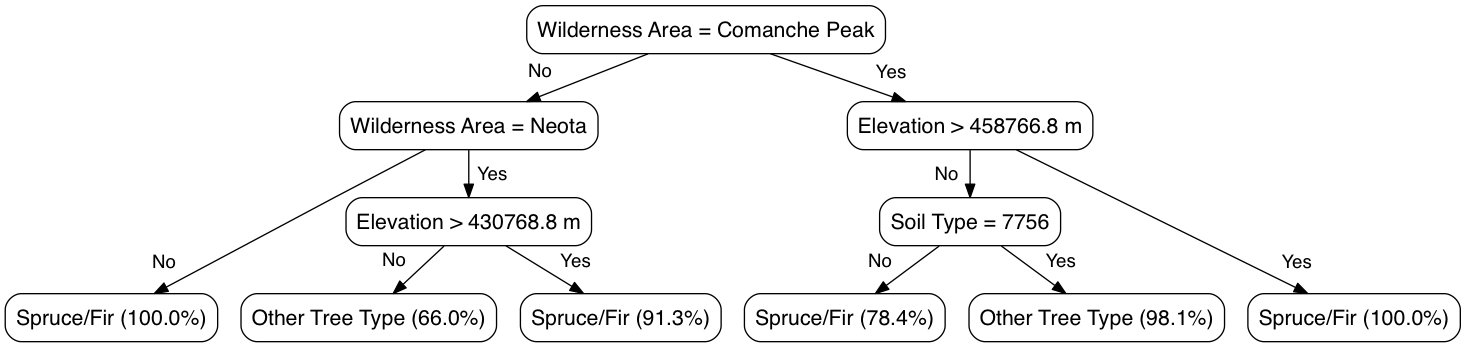 Wilderness Area = Comanche Peak
No
Yes
Wilderness Area = Neota
Elevation > 458766.8 m
Yes
No
Elevation > 430768.8 m
Soil Type = 7756
No
No
Yes
No
Yes
Yes
Spruce/Fir (100.0%)
Other Tree Type (66.0%)
Spruce/Fir (91.3%)
Spruce/Fir (78.4%)
Other Tree Type (98.1%)
Spruce/Fir (100.0%)